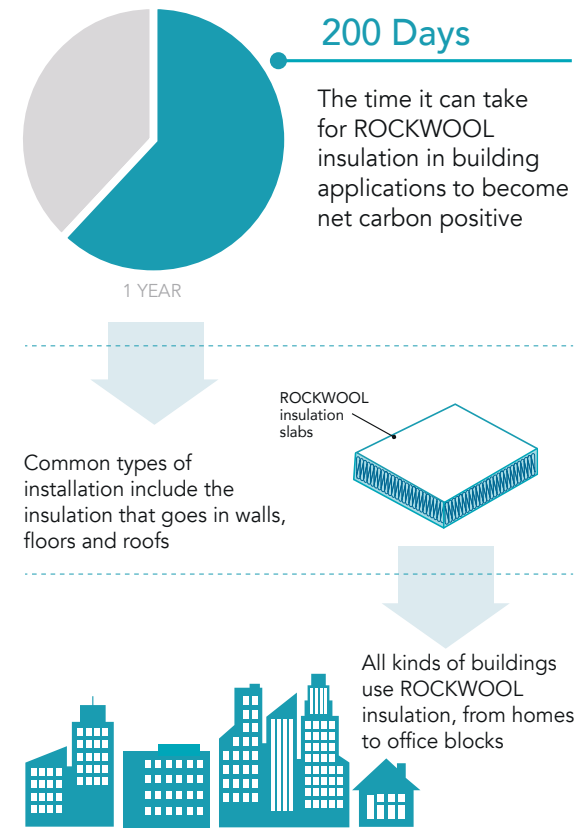 200 Days
The time it can take
for ROCKWOOL
insulation in building
applications to become
net carbon positive
1 YEAR
ROCKWOOL
insulation
slabs
Common types of
installation include the
insulation that goes in walls,
floors and roofs
All kinds of buildings
use ROCKWOOL
insulation, from homes
to office blocks